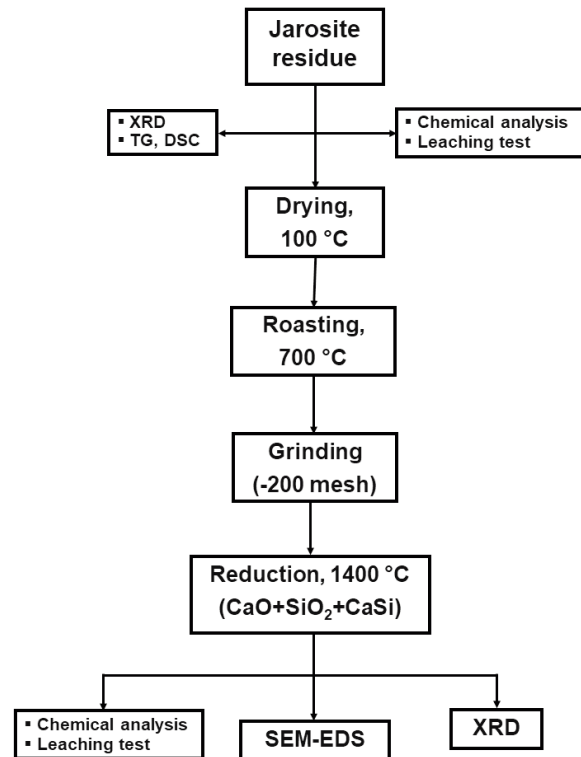 Jarosite
residue
▪ XRD
▪ TG, DSC
▪ Chemical analysis
▪ Leaching test
Drying,
100 °C
Roasting,
700 °C
Grinding
(-200 mesh)
Reduction, 1400 °C
(CaO+SiO₂+CaSi)
▪ Chemical analysis
▪ Leaching test
SEM-EDS
XRD